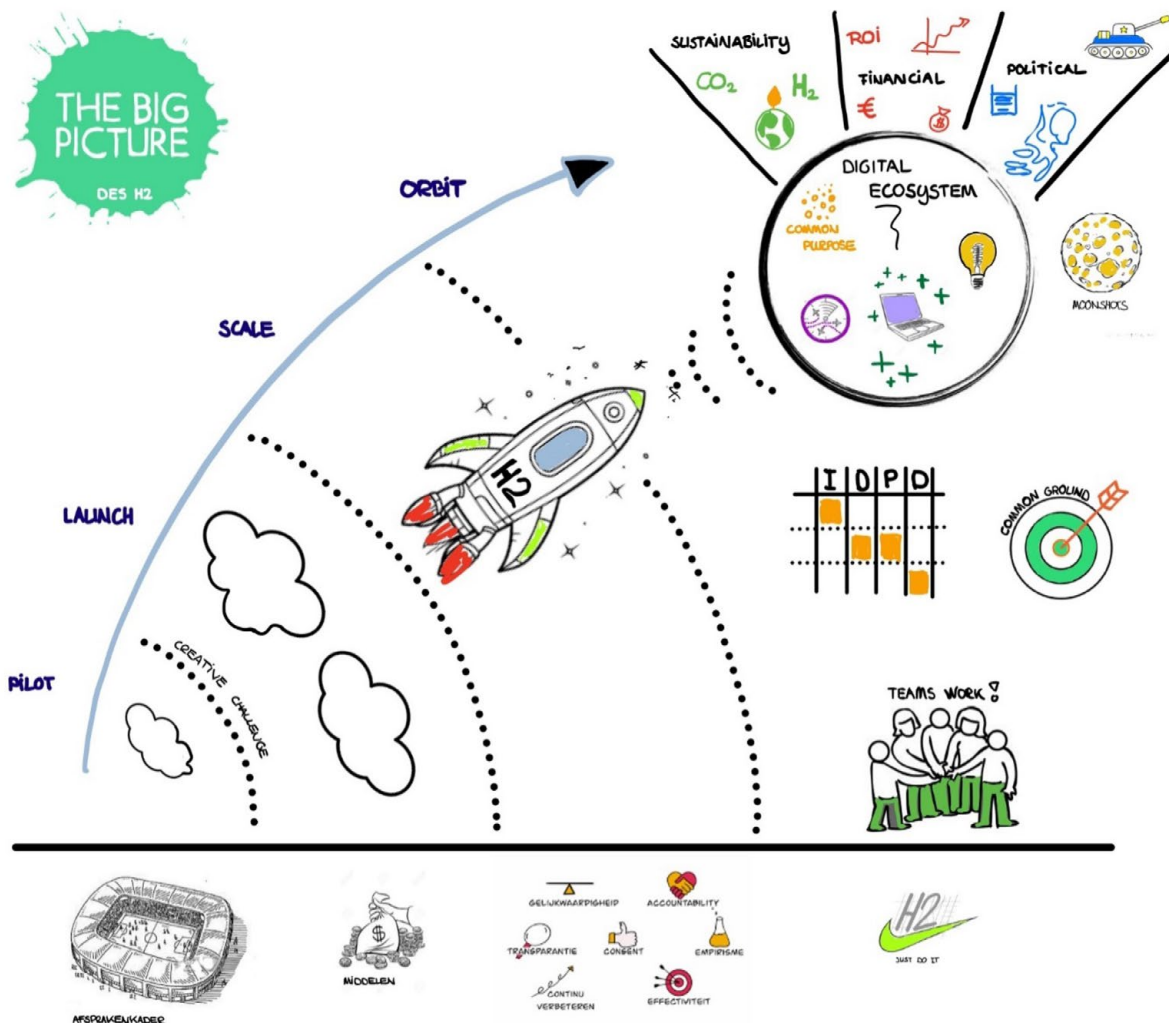 THE BIG
PICTURE
DES H2
SUSTAINABILITY
CO2
H2
ROI
FINANCIAL
€
$
POLITICAL
DIGITAL
ECOSYSTEM
COMMON
PURPOSE
MOONSHOTS
ORBIT
SCALE
LAUNCH
PILOT
CREATIVE CHALLENGE
H2
I D P D
COMMON GROUND
TEAMS WORK!
AFSPRAKENKADER
$
MIDDELEN
GELIJKWAARDIGHEID
ACCOUNTABILITY
TRANSPARANTIE
CONSENT
EMPIRISME
CONTINU
VERBETEREN
EFFECTIVITEIT
H2
JUST DO IT